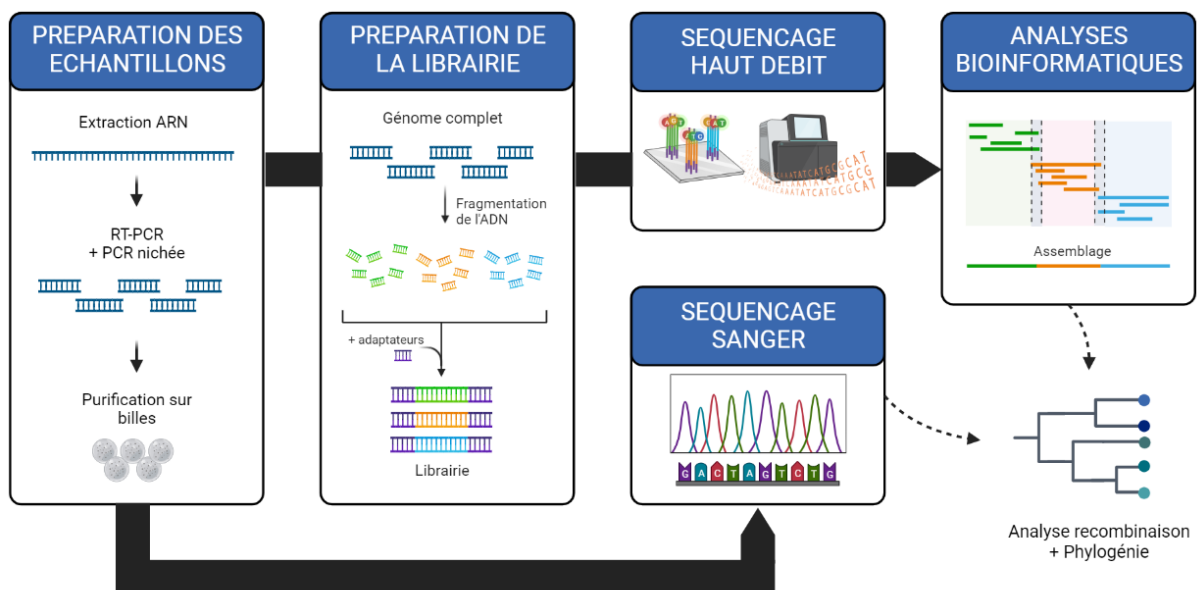 PREPARATION DES
ECHANTILLONS
Extraction ARN
RT-PCR
+ PCR nichée
Purification sur
billes
PREPARATION DE
LA LIBRAIRIE
Génome complet
Fragmentation
de l'ADN
+ adaptateurs
Librairie
SEQUENCAGE
HAUT DEBIT
A G T
A T C
C A T
SEQUENCAGE
SANGER
G A C T A G T C T G
ANALYSES
BIOINFORMATIQUES
Assemblage
Analyse recombinaison
+ Phylogénie